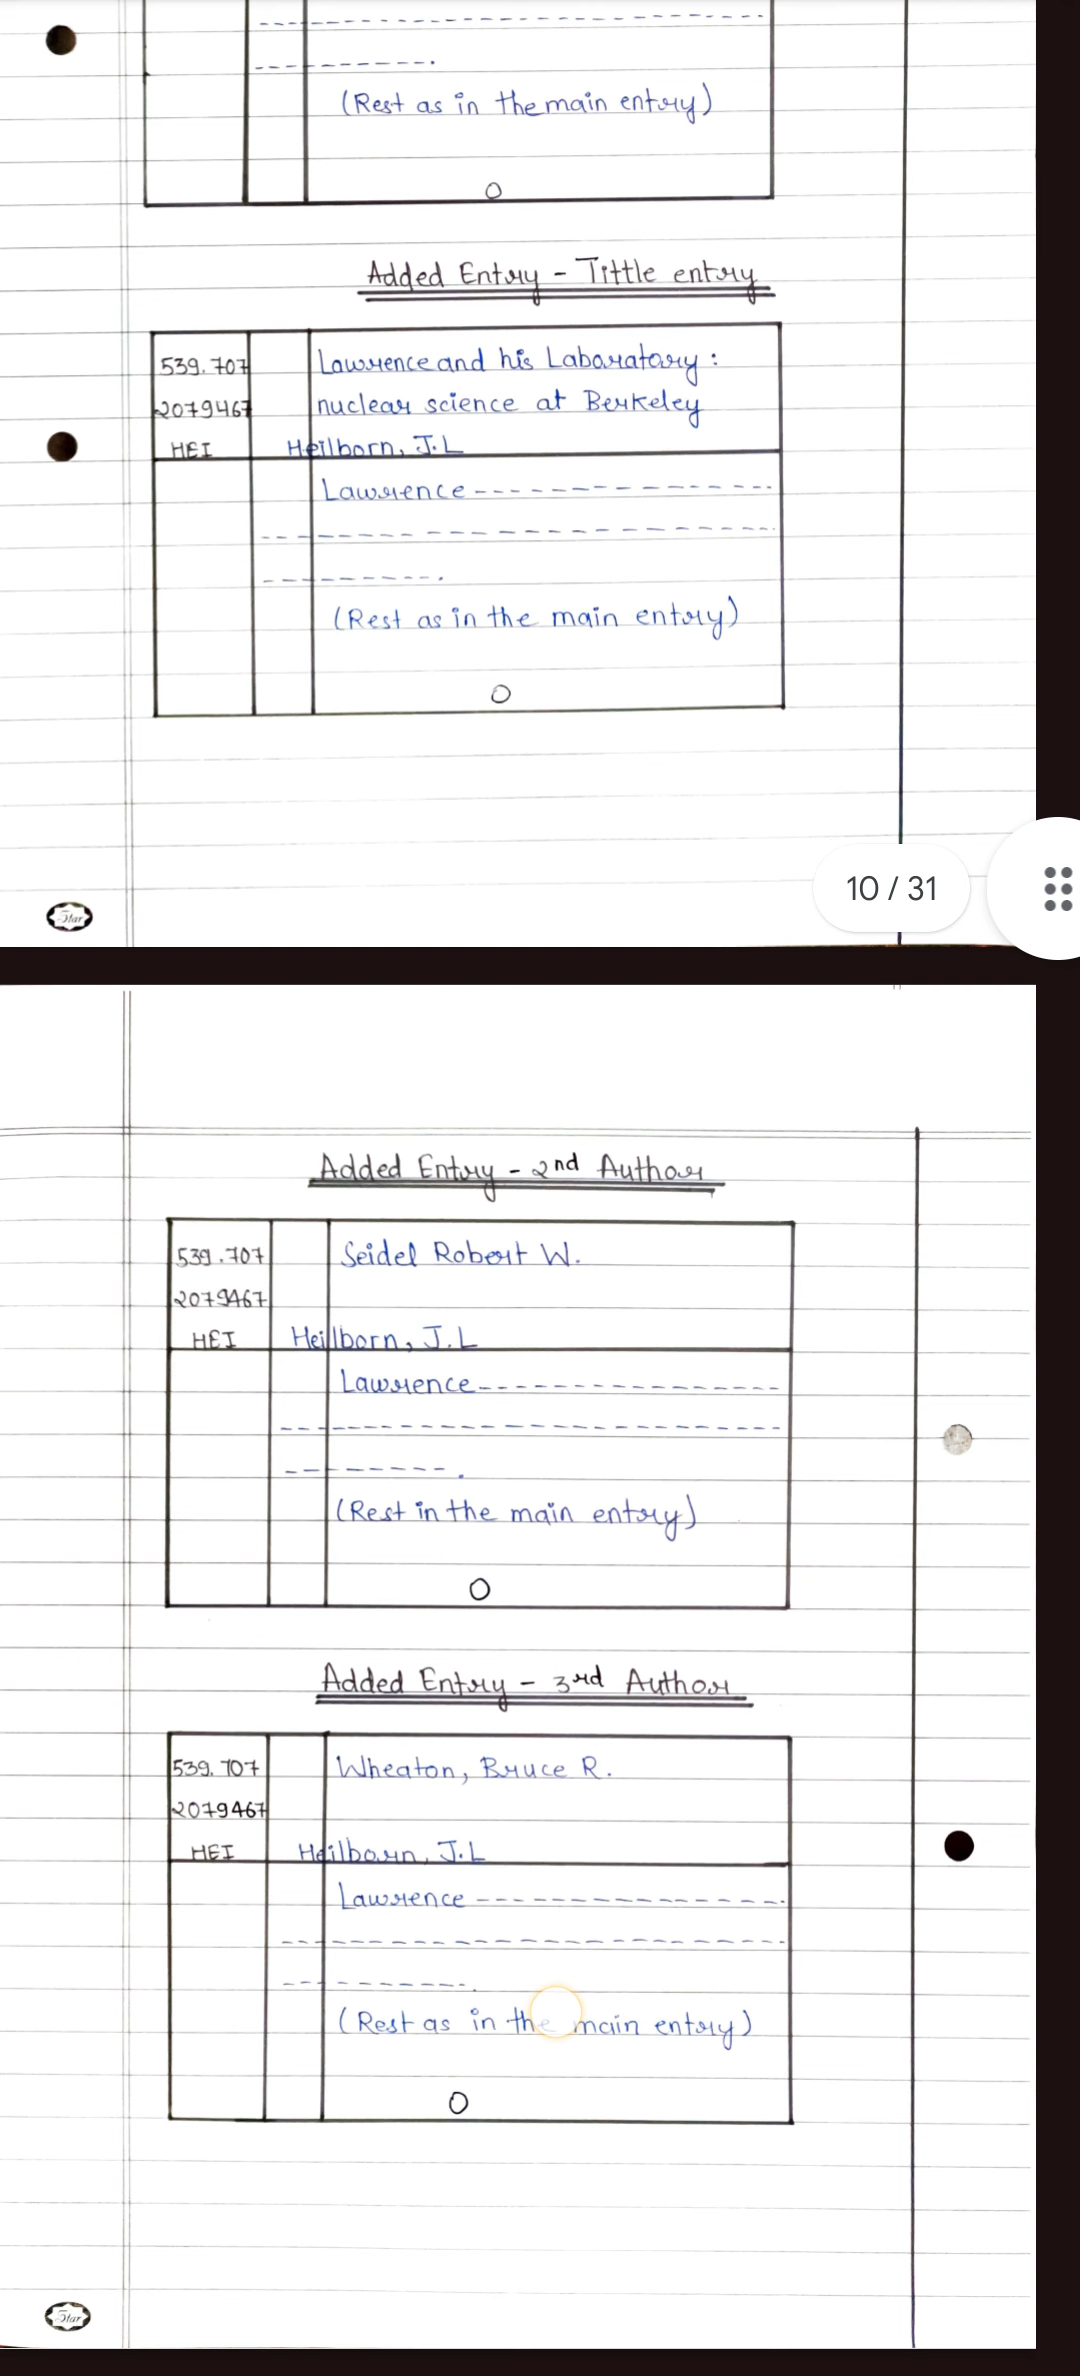 (Rest as in the main entry)
Added Entry - Tittle entry
539.707
Lawrence and his Laboratary :
2079467
nuclear science at Berkeley
HEI
Heilborn, J.L
Lawrence
(Rest as in the main entry)
10 / 31
5Star
Added Entry - 2nd Author
539.707
Seidel Robert W.
2079467
HEI
Heilborn, J.L
Lawrence
(Rest in the main entry)
Added Entry - 3rd Author
539.707
Wheaton, Bruce R.
2079467
HEI
Heilborn, J.L
Lawrence
(Rest as in the main entry)
5Star